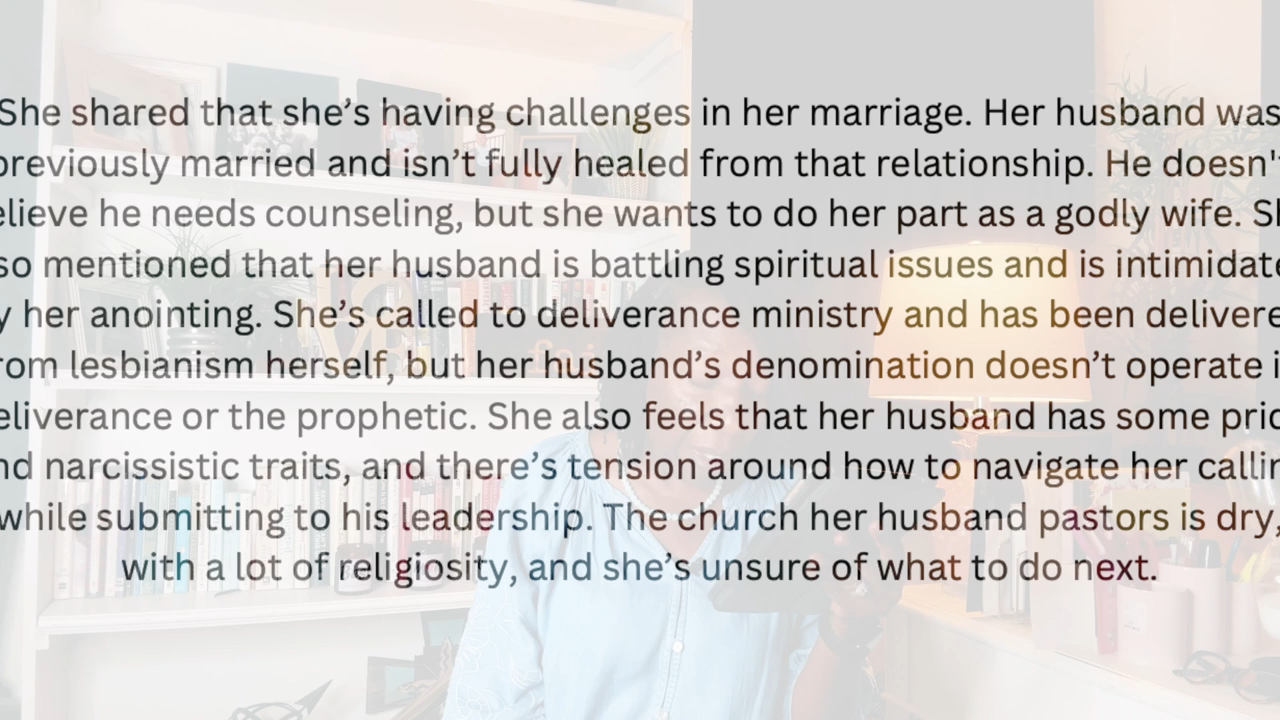 She shared that she's having challenges in her marriage. Her husband was
previously married and isn't fully healed from that relationship. He doesn't
elieve he needs counseling, but she wants to do her part as a godly wife. Sh
so mentioned that her husband is battling spiritual issues and is intimidate
y her anointing. She's called to deliverance ministry and has been delivere
rom lesbianism herself, but her husband's denomination doesn't operate i
eliverance or the prophetic. She also feels that her husband has some prid
nd narcissistic traits, and there's tension around how to navigate her callin
while submitting to his leadership. The church her husband pastors is dry,
with a lot of religiosity, and she's unsure of what to do next.